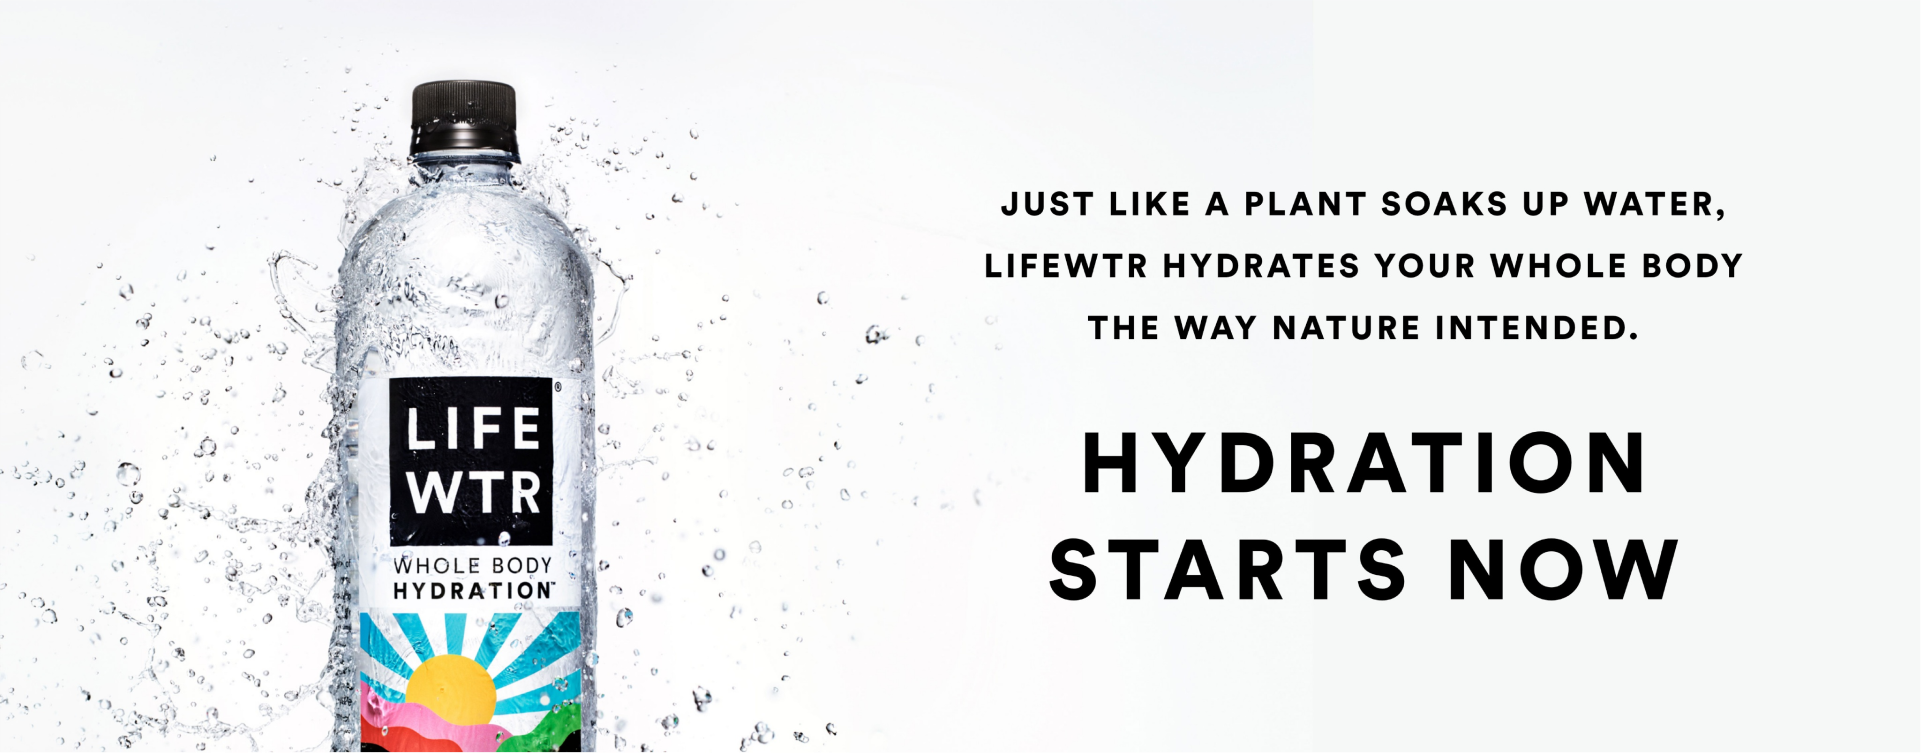 LIFE
WTR®
WHOLE BODY
HYDRATION™
JUST LIKE A PLANT SOAKS UP WATER,
LIFEWTR HYDRATES YOUR WHOLE BODY
THE WAY NATURE INTENDED.
HYDRATION
STARTS NOW